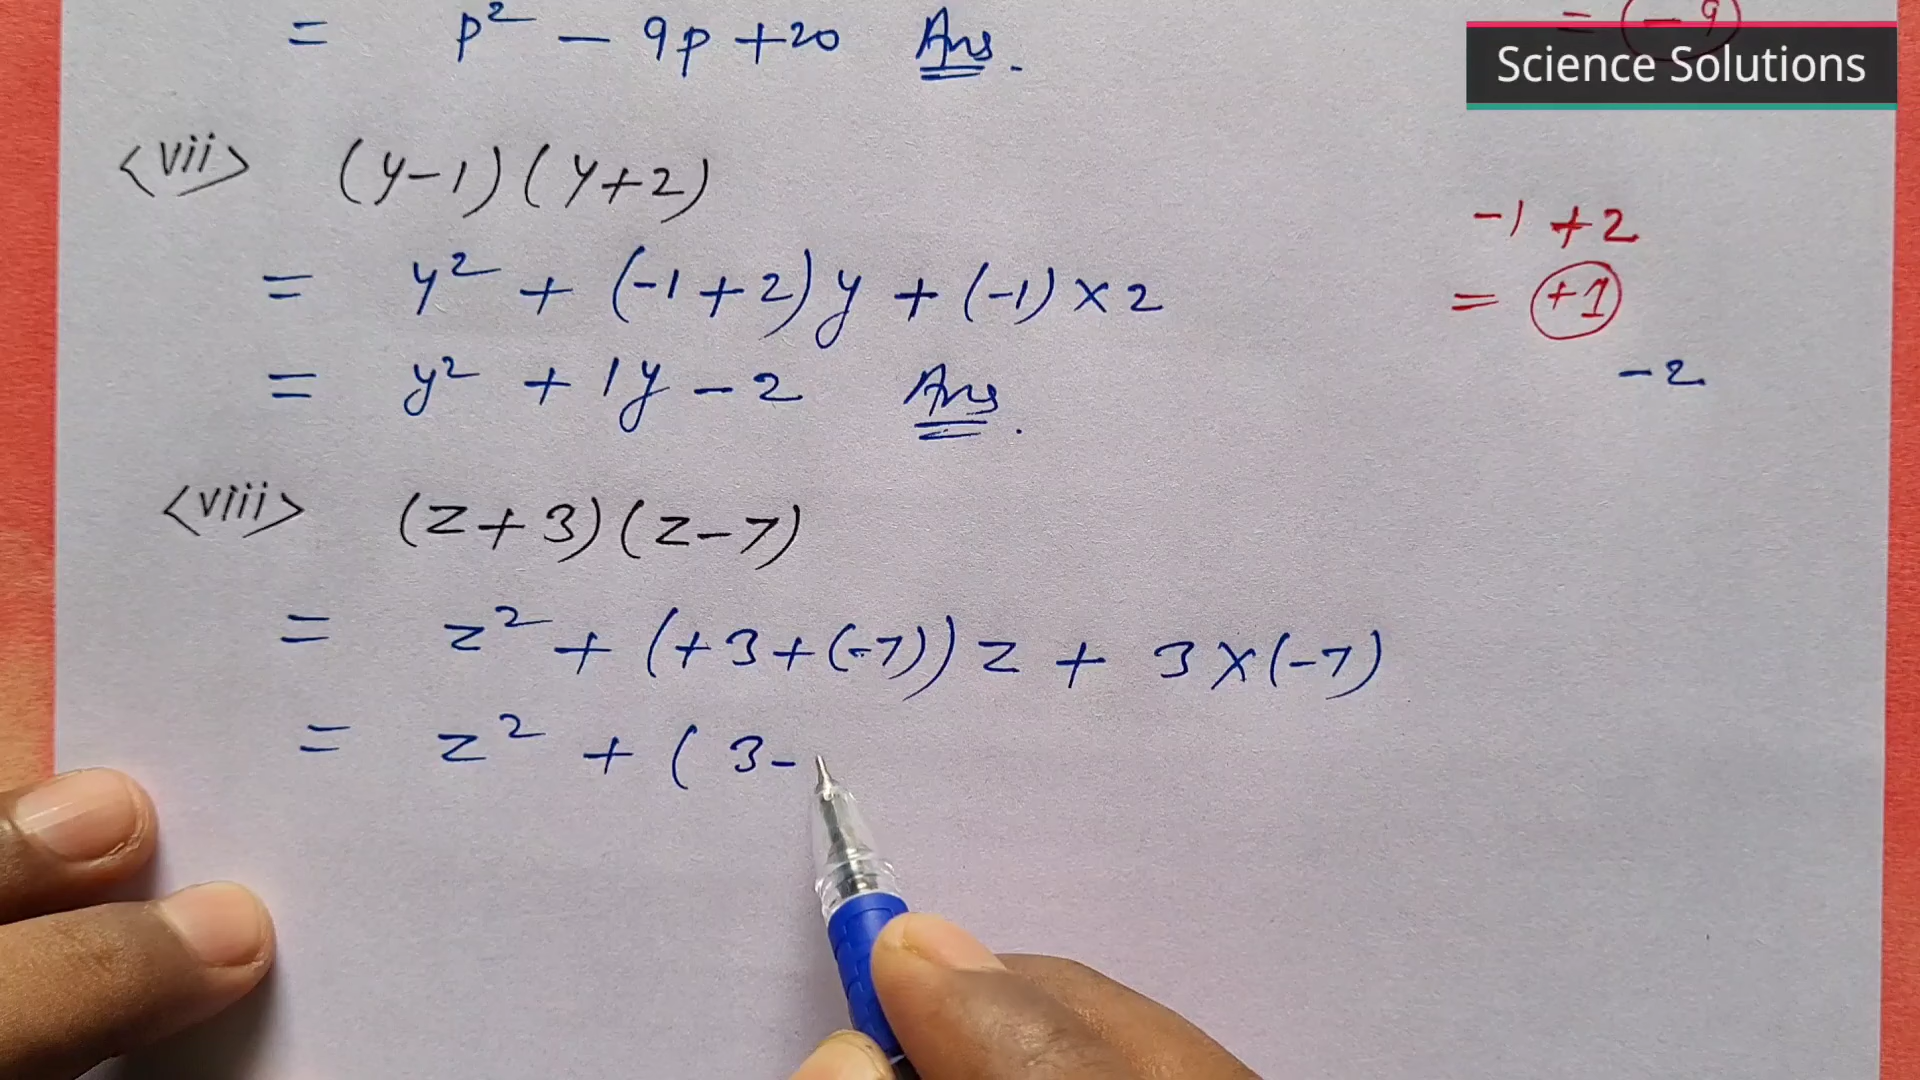 = p² - 9p + 20 Ans.
= -9
Science Solutions
<vii> (y-1)(y+2)
-1 +2
= y² + (-1+2)y + (-1)×2
= +1
= y² + 1y - 2 Ans.
-2
<viii> (z+3)(z-7)
= z² + (+3+(-7))z + 3×(-7)
= z² + ( 3-